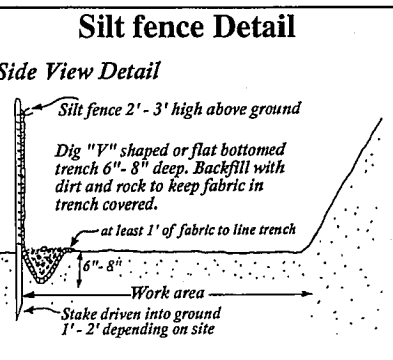 Silt fence Detail
Side View Detail
Silt fence 2' - 3' high above ground
Dig "V" shaped or flat bottomed
trench 6"- 8" deep. Backfill with
dirt and rock to keep fabric in
trench covered.
at least 1' of fabric to line trench
6"- 8"
Work area
Stake driven into ground
1' - 2' depending on site